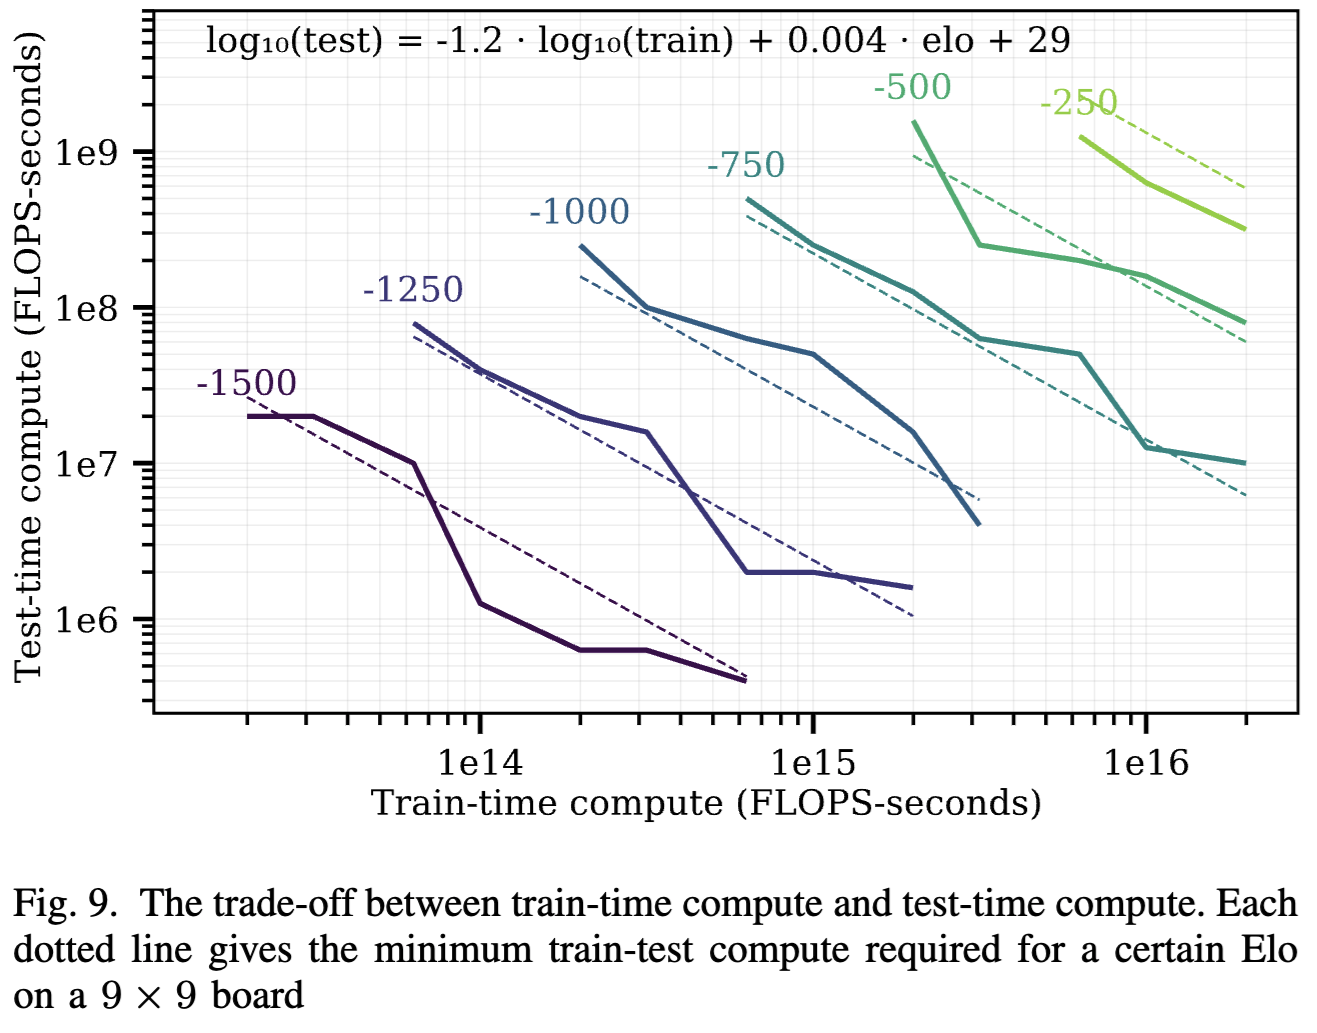 log₁₀(test) = -1.2 · log₁₀(train) + 0.004 · elo + 29
-500
-250
-750
-1000
-1250
-1500
Test-time compute (FLOPS-seconds)
1e9
1e8
1e7
1e6
1e14
1e15
1e16
Train-time compute (FLOPS-seconds)
Fig. 9. The trade-off between train-time compute and test-time compute. Each
dotted line gives the minimum train-test compute required for a certain Elo
on a 9 × 9 board